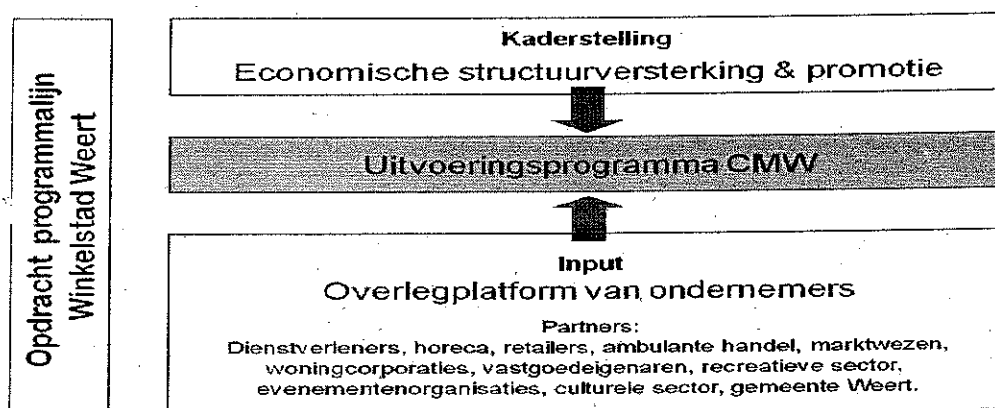 Opdracht programmalijn
Winkelstad Weert
Kaderstelling
Economische structuurversterking & promotie
Uitvoeringsprogramma CMW
Input
Overlegplatform van ondernemers
Partners:
Dienstverleners, horeca, retailers, ambulante handel, marktwezen,
woningcorporaties, vastgoedeigenaren, recreatieve sector,
evenementenorganisaties, culturele sector, gemeente Weert.